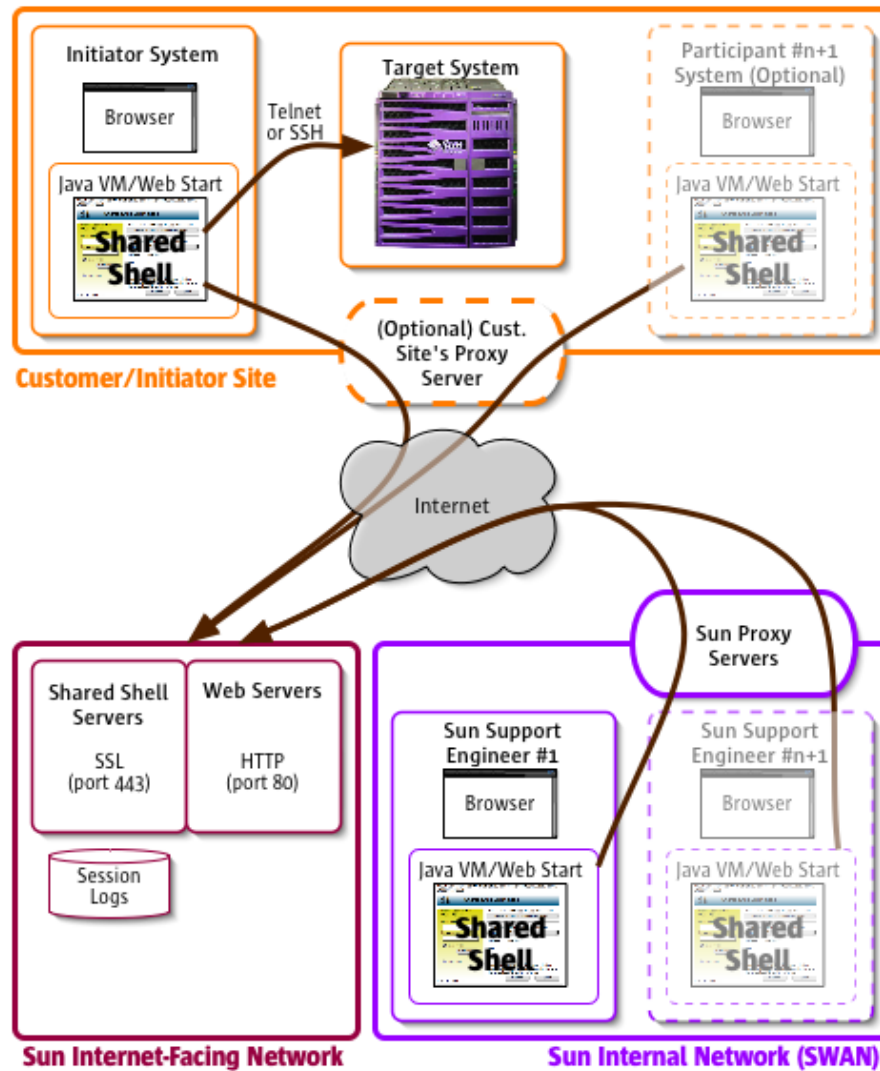 Initiator System
Browser
Java VM/Web Start
Shared
Shell
Telnet
or SSH
Target System
Sun
Participant #n+1
System (Optional)
Browser
Java VM/Web Start
Shared
Shell
(Optional) Cust.
Site's Proxy
Server
Customer/Initiator Site
Internet
Sun Proxy
Servers
Shared Shell
Servers
SSL
(port 443)
Web Servers
HTTP
(port 80)
Session
Logs
Sun Support
Engineer #1
Browser
Java VM/Web Start
Shared
Shell
Sun Support
Engineer #n+1
Browser
Java VM/Web Start
Shared
Shell
Sun Internet-Facing Network
Sun Internal Network (SWAN)